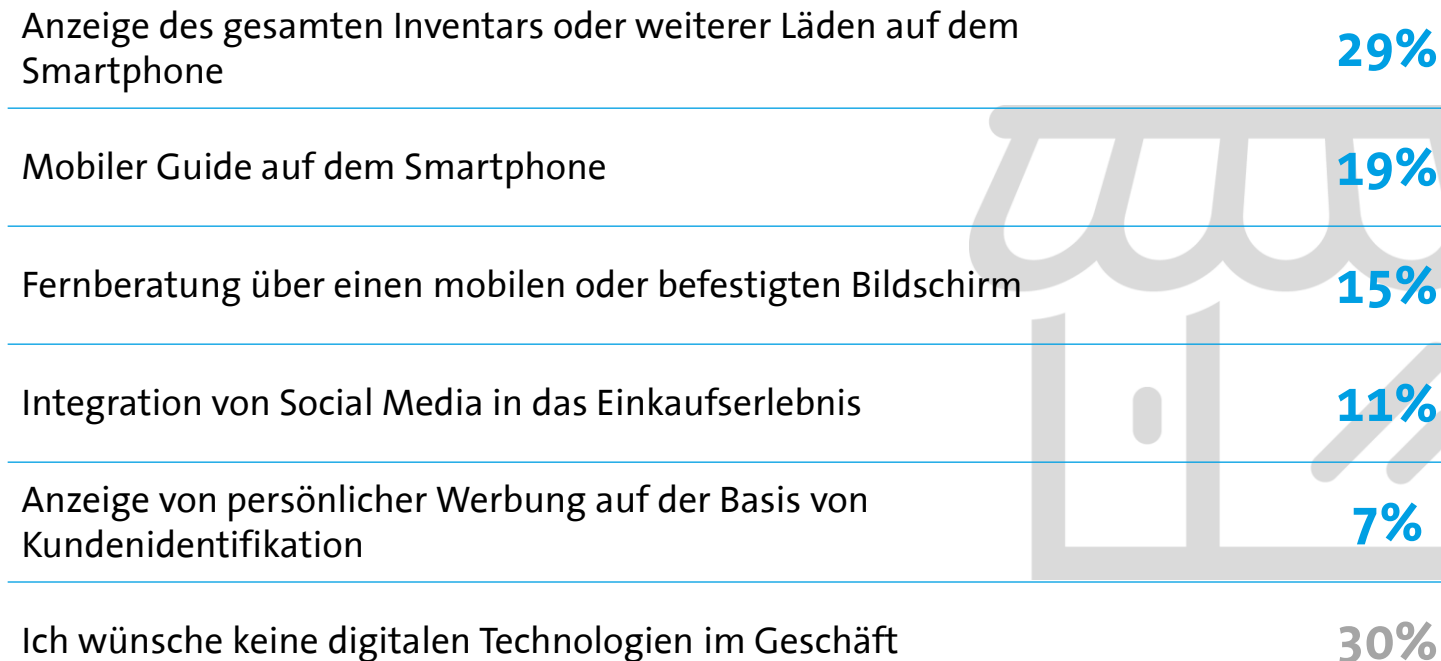 Anzeige des gesamten Inventars oder weiterer Läden auf dem
Smartphone
29%
Mobiler Guide auf dem Smartphone
19%
Fernberatung über einen mobilen oder befestigten Bildschirm
15%
Integration von Social Media in das Einkaufserlebnis
11%
Anzeige von persönlicher Werbung auf der Basis von
Kundenidentifikation
7%
Ich wünsche keine digitalen Technologien im Geschäft
30%